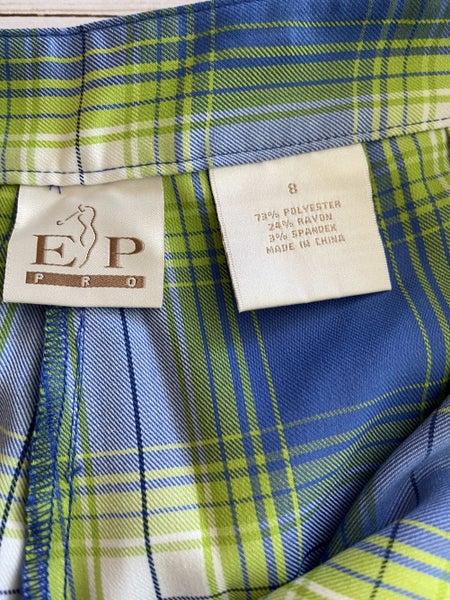 EP
PRO
8
73% POLYESTER
24% RAYON
3% SPANDEX
MADE IN CHINA